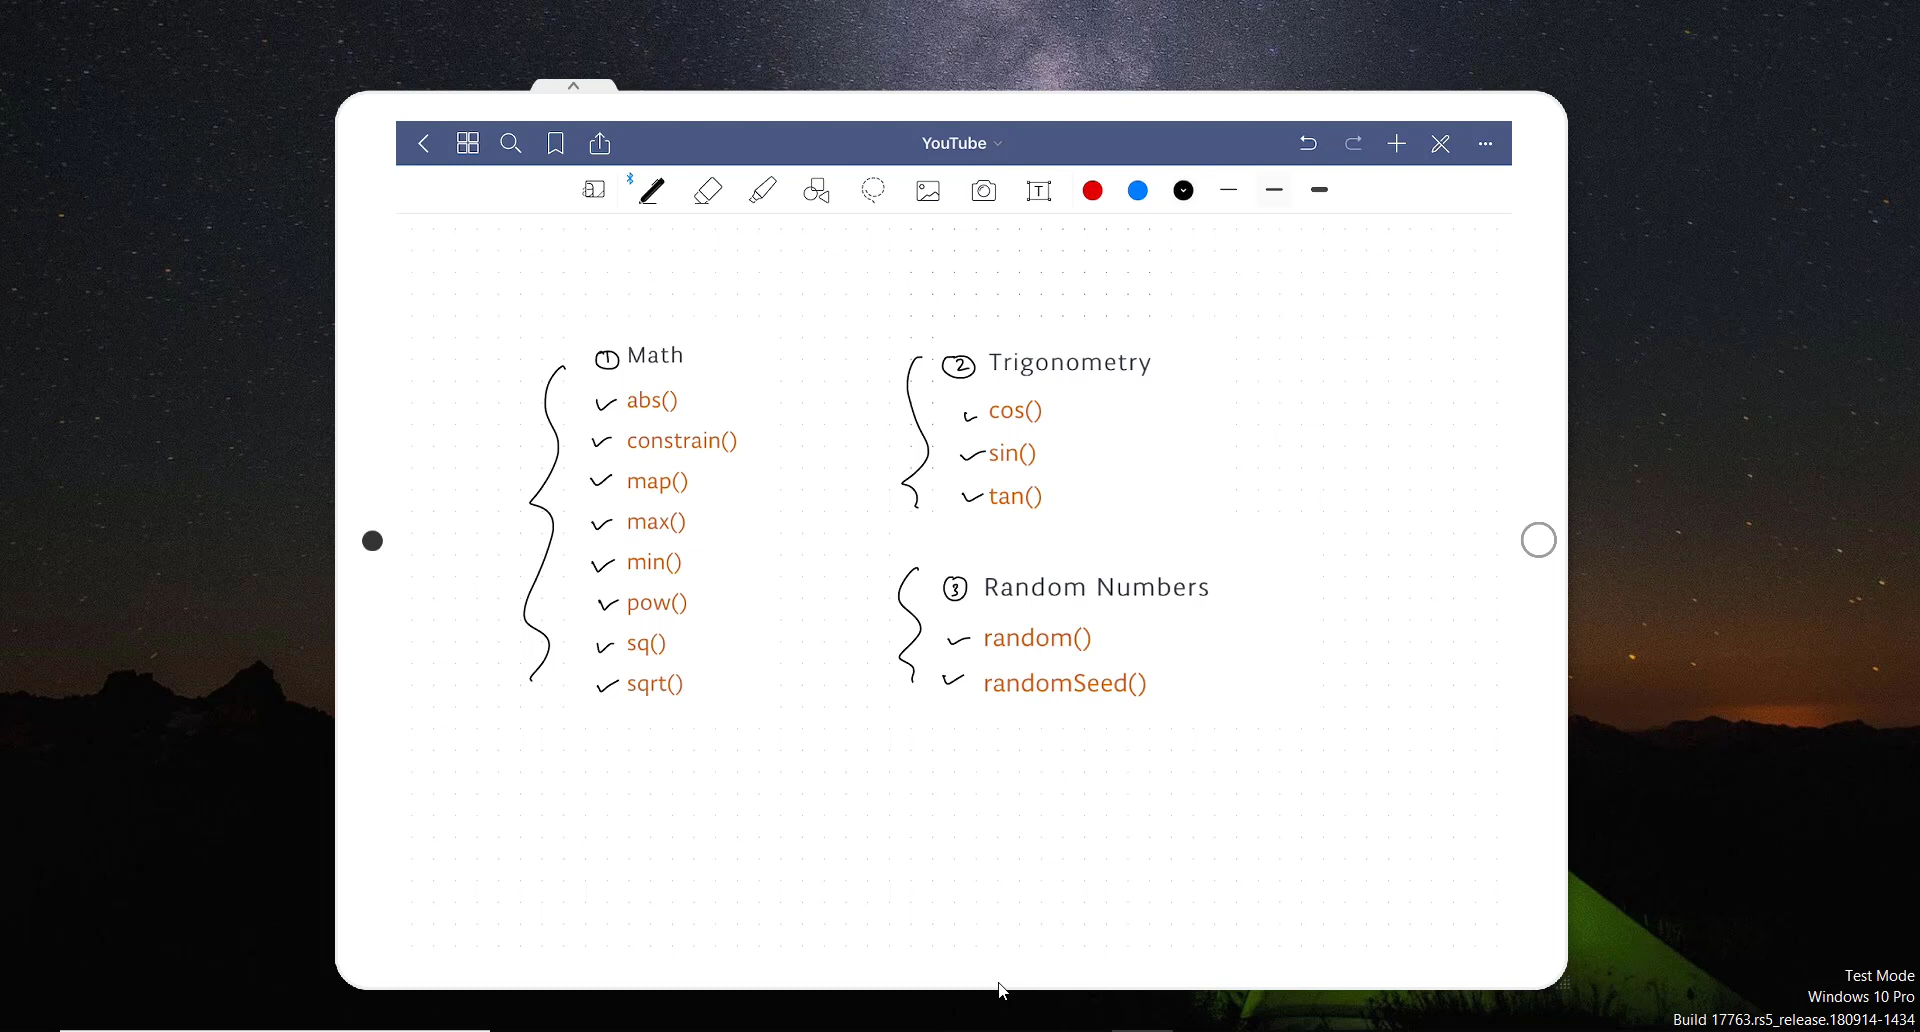 YouTube
T
1 Math
abs()
constrain()
map()
max()
min()
pow()
sq()
sqrt()
2 Trigonometry
cos()
sin()
tan()
3 Random Numbers
random()
randomSeed()
Test Mode
Windows 10 Pro
Build 17763.rs5_release.180914-1434